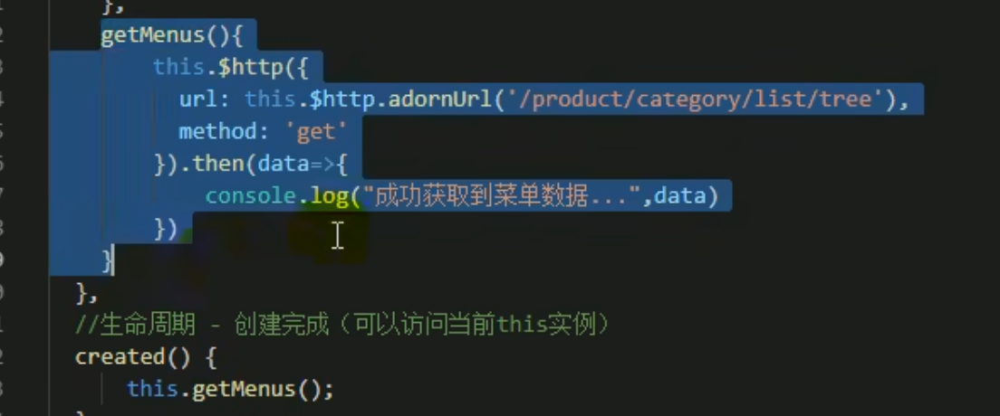 },
getMenus(){
this.$http({
url: this.$http.adornUrl('/product/category/list/tree'),
method: 'get'
}).then(data=>{
console.log("成功获取到菜单数据...",data)
})
}
},
//生命周期 - 创建完成（可以访问当前this实例）
created() {
this.getMenus();